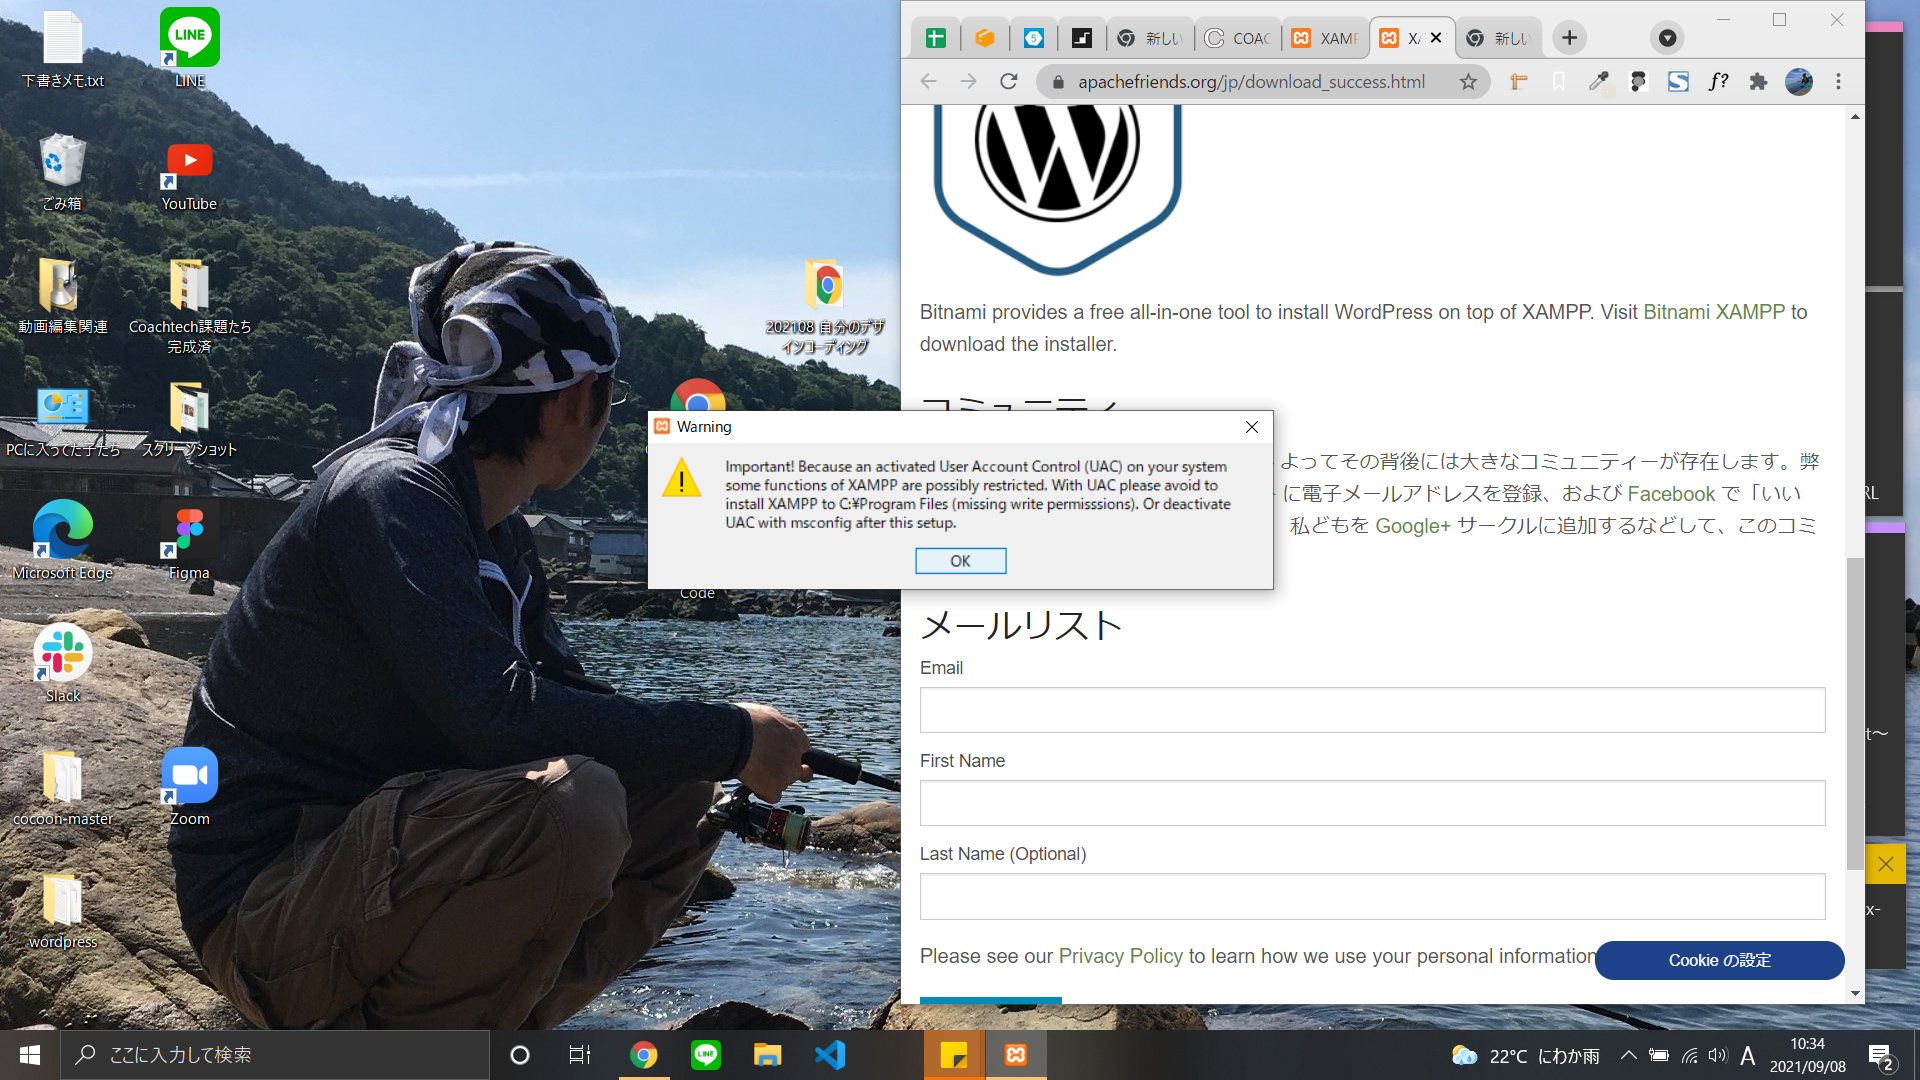 下書きメモ.txt
LINE
ごみ箱
YouTube
動画編集関連
Coachtech課題たち
完成済
202108 自分のデザ
インコーディング
PCに入ってた子たち
スクリーンショット
Microsoft Edge
Figma
Code
Slack
cocoon-master
Zoom
wordpress
新しい
COAC
XAMP
XA
新しい
apachefriends.org/jp/download_success.html
Bitnami provides a free all-in-one tool to install WordPress on top of XAMPP. Visit Bitnami XAMPP to
download the installer.
コミュニティ
よってその背後には大きなコミュニティーが存在します。弊
に電子メールアドレスを登録、および Facebook で「いい
私どもを Google+ サークルに追加するなどして、このコミ
Warning
Important! Because an activated User Account Control (UAC) on your system
some functions of XAMPP are possibly restricted. With UAC please avoid to
install XAMPP to C:¥Program Files (missing write permisssions). Or deactivate
UAC with msconfig after this setup.
OK
メールリスト
Email
First Name
Last Name (Optional)
Please see our Privacy Policy to learn how we use your personal information
Cookie の設定
RL
t～
x-
ここに入力して検索
22°C にわか雨
A
10:34
2021/09/08
2